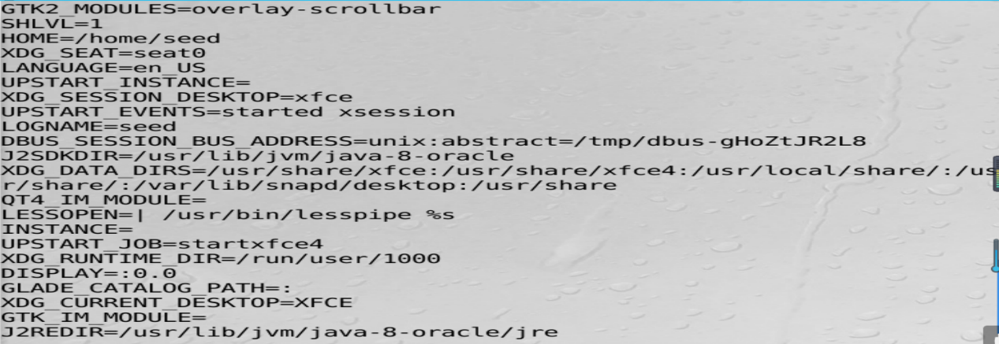 GTK2_MODULES=overlay-scrollbar
SHLVL=1
HOME=/home/seed
XDG_SEAT=seat0
LANGUAGE=en_US
UPSTART_INSTANCE=
XDG_SESSION_DESKTOP=xfce
UPSTART_EVENTS=started xsession
LOGNAME=seed
DBUS_SESSION_BUS_ADDRESS=unix:abstract=/tmp/dbus-gHoZtJR2L8
J2SDKDIR=/usr/lib/jvm/java-8-oracle
XDG_DATA_DIRS=/usr/share/xfce:/usr/share/xfce4:/usr/local/share/:/us
r/share/:/var/lib/snapd/desktop:/usr/share
QT4_IM_MODULE=
LESSOPEN=| /usr/bin/lesspipe %s
INSTANCE=
UPSTART_JOB=startxfce4
XDG_RUNTIME_DIR=/run/user/1000
DISPLAY=:0.0
GLADE_CATALOG_PATH=:
XDG_CURRENT_DESKTOP=XFCE
GTK_IM_MODULE=
J2REDIR=/usr/lib/jvm/java-8-oracle/jre